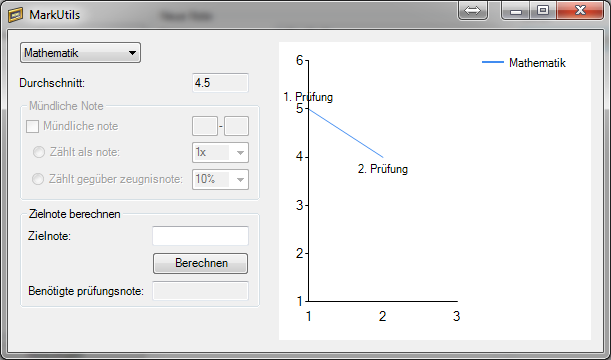 MarkUtils
Mathematik
Durchschnitt: 4.5
Mündliche Note
Mündliche note -
Zählt als note: 1x
Zählt gegüber zeugnisnote: 10%
Zielnote berechnen
Zielnote:
Berechnen
Benötigte prüfungsnote:
Mathematik
6
1. Prüfung
5
4
2. Prüfung
3
2
1
1 2 3